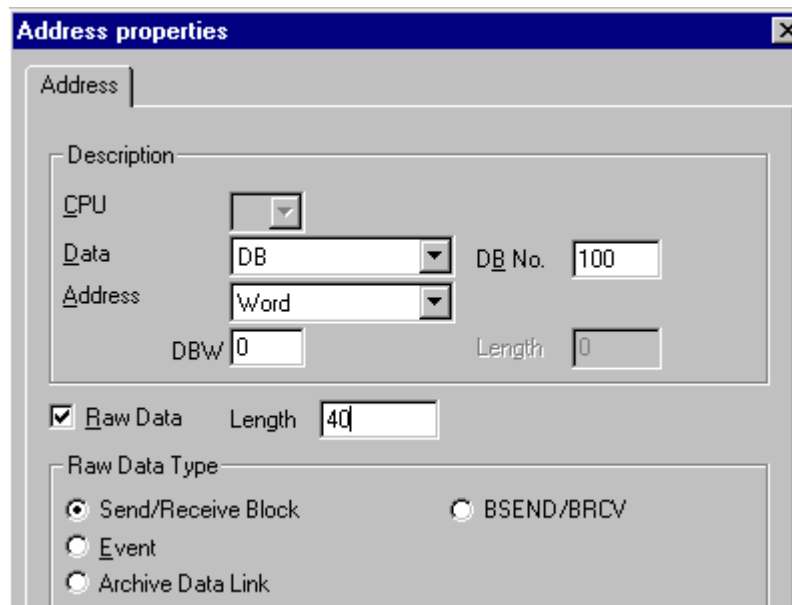 Address properties
Address
Description
CPU
Data DB DB No. 100
Address Word
DBW 0 Length 0
Raw Data Length 40
Raw Data Type
Send/Receive Block BSEND/BRCV
Event
Archive Data Link